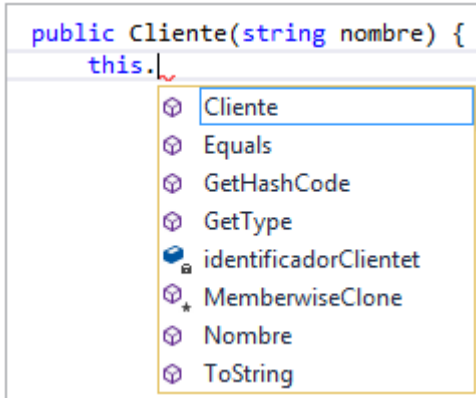 public Cliente(string nombre) {
this.
Cliente
Equals
GetHashCode
GetType
identificadorClientet
MemberwiseClone
Nombre
ToString